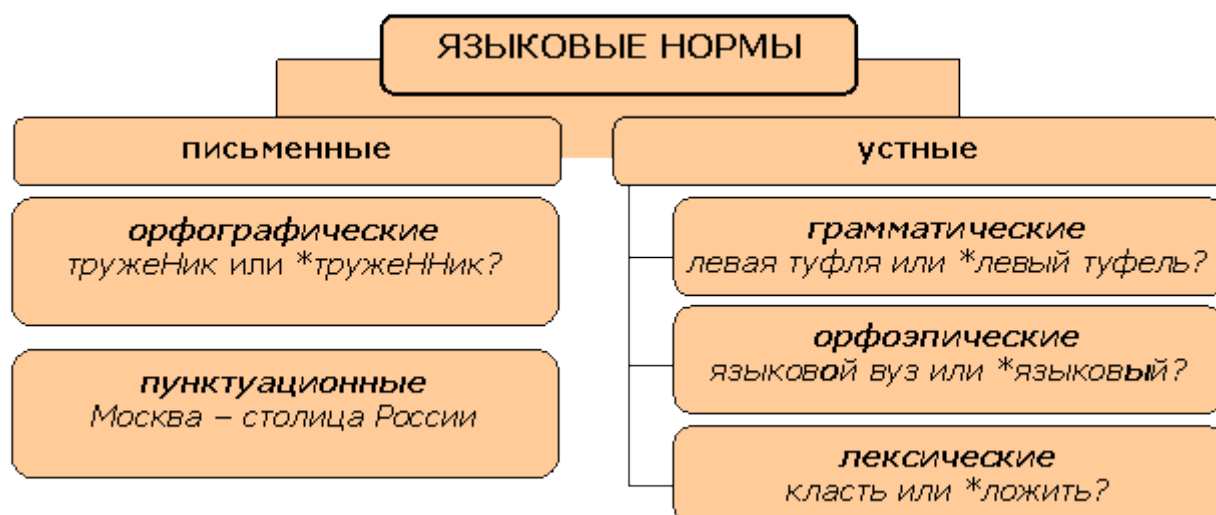 ЯЗЫКОВЫЕ НОРМЫ
письменные
орфографические
тружеНик или *тружеННик?
пунктуационные
Москва – столица России
устные
грамматические
левая туфля или *левый туфель?
орфоэпические
языковой вуз или *языковый?
лексические
класть или *ложить?